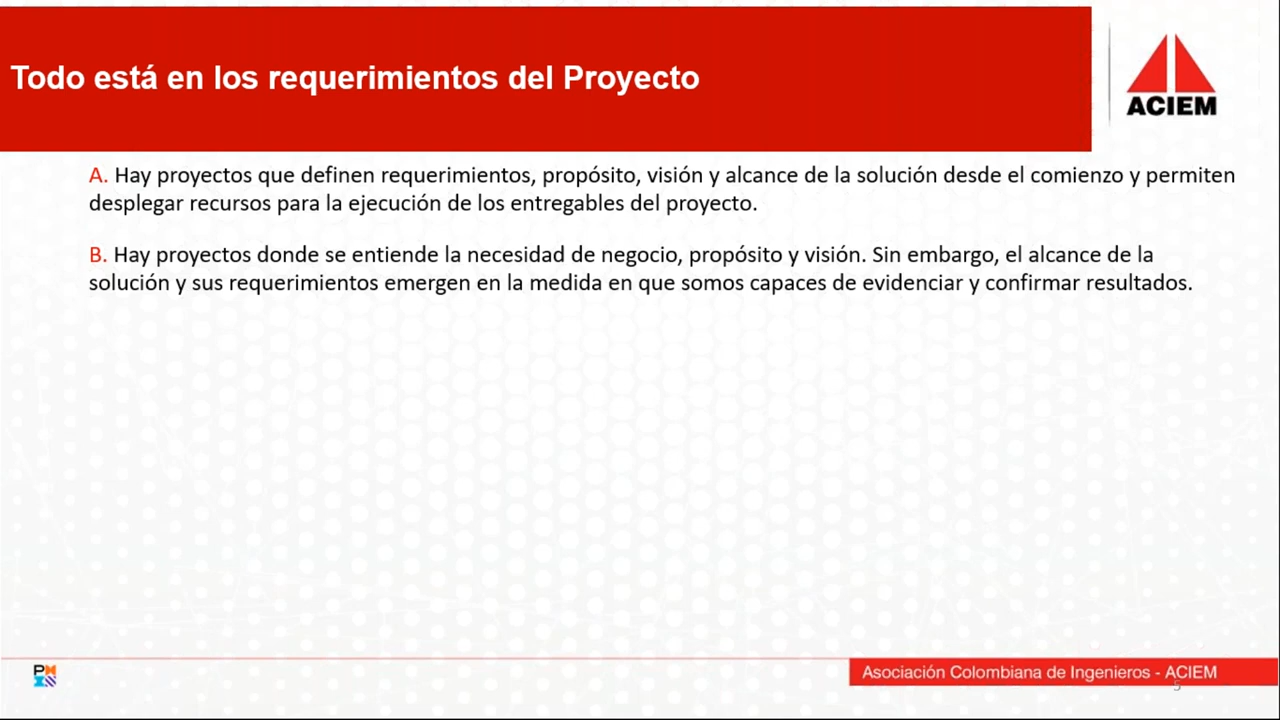 Todo está en los requerimientos del Proyecto
ACIEM
A. Hay proyectos que definen requerimientos, propósito, visión y alcance de la solución desde el comienzo y permiten
desplegar recursos para la ejecución de los entregables del proyecto.
B. Hay proyectos donde se entiende la necesidad de negocio, propósito y visión. Sin embargo, el alcance de la
solución y sus requerimientos emergen en la medida en que somos capaces de evidenciar y confirmar resultados.
Asociación Colombiana de Ingenieros - ACIEM
5